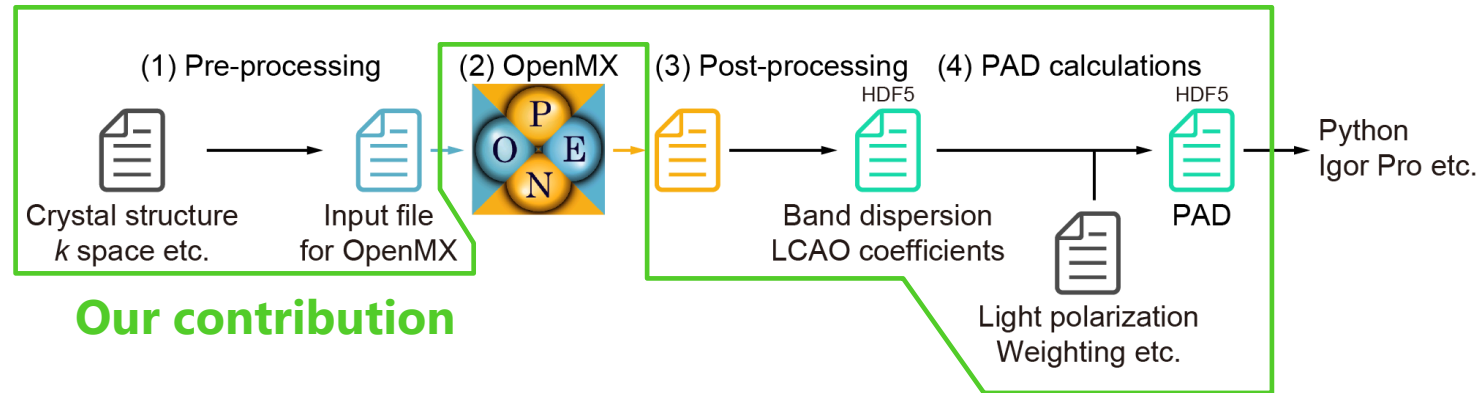 (1) Pre-processing
(2) OpenMX
(3) Post-processing
(4) PAD calculations
HDF5
HDF5
P
O
E
N
Python
Igor Pro etc.
Crystal structure
k space etc.
Input file
for OpenMX
Band dispersion
LCAO coefficients
PAD
Our contribution
Light polarization
Weighting etc.